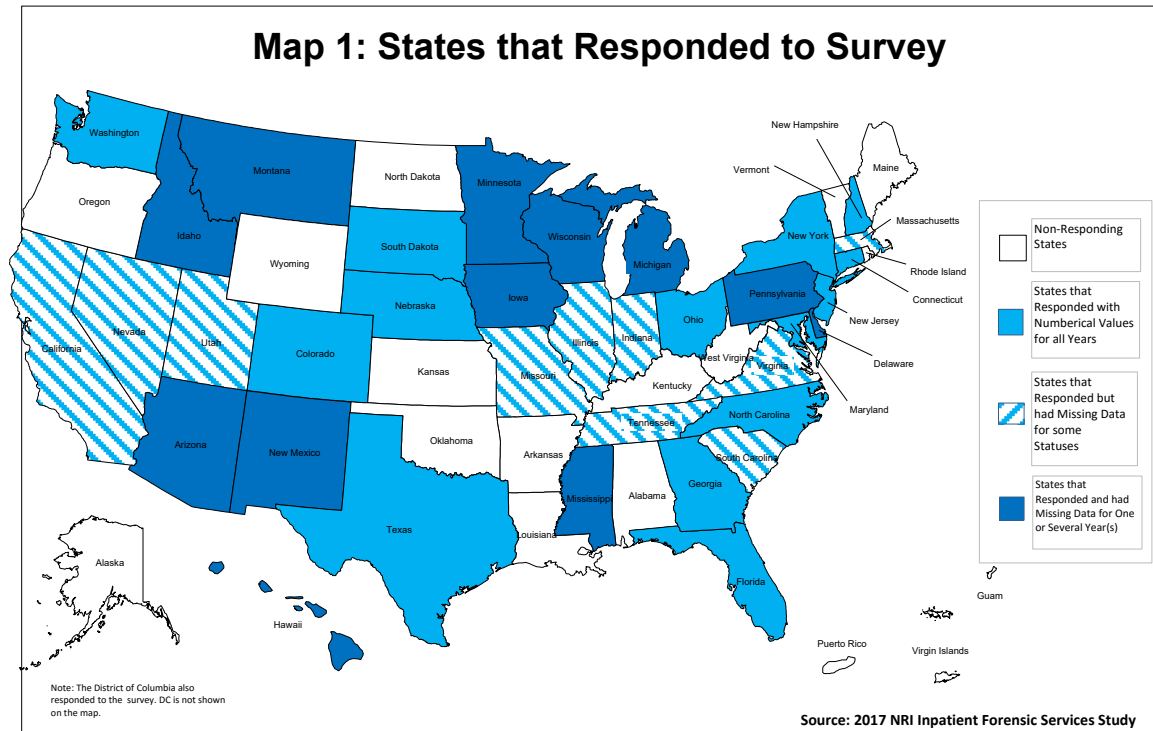 Map 1: States that Responded to Survey
Washington
Montana
North Dakota
Minnesota
New Hampshire
Vermont
Maine
Oregon
Idaho
Wyoming
South Dakota
Wisconsin
Michigan
New York
Massachusetts
Rhode Island
Connecticut
Nebraska
Iowa
Pennsylvania
New Jersey
Nevada
Utah
California
Colorado
Illinois
Indiana
Ohio
Delaware
West Virginia
Virginia
Kansas
Missouri
Kentucky
Maryland
North Carolina
Tennessee
Arizona
New Mexico
Oklahoma
Arkansas
South Carolina
Mississippi
Alabama
Georgia
Texas
Louisiana
Florida
Alaska
Hawaii
Guam
Puerto Rico
Virgin Islands
Non-Responding
States
States that
Responded with
Numberical Values
for all Years
States that
Responded but
had Missing Data
for some
Statuses
States that
Responded and had
Missing Data for One
or Several Year(s)
Note: The District of Columbia also
responded to the survey. DC is not shown
on the map.
Source: 2017 NRI Inpatient Forensic Services Study